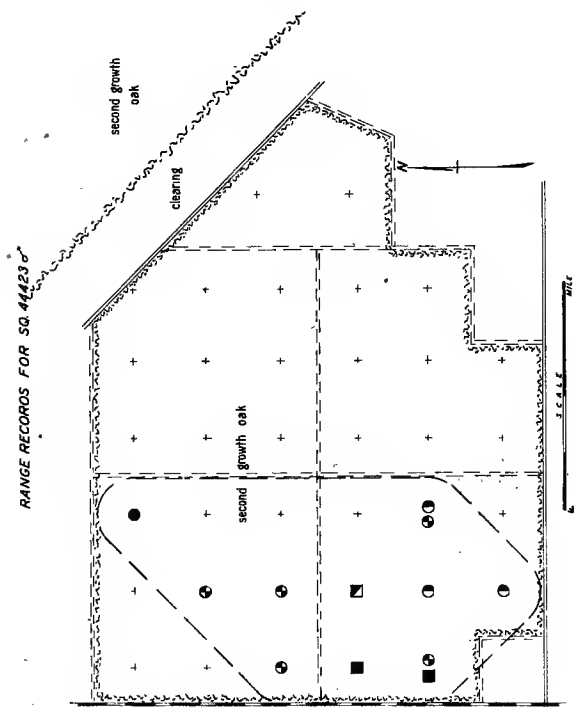 RANGE RECORDS FOR SQ. 44423 ♂
second growth
oak
clearing
N
second growth oak
SCALE
MILE